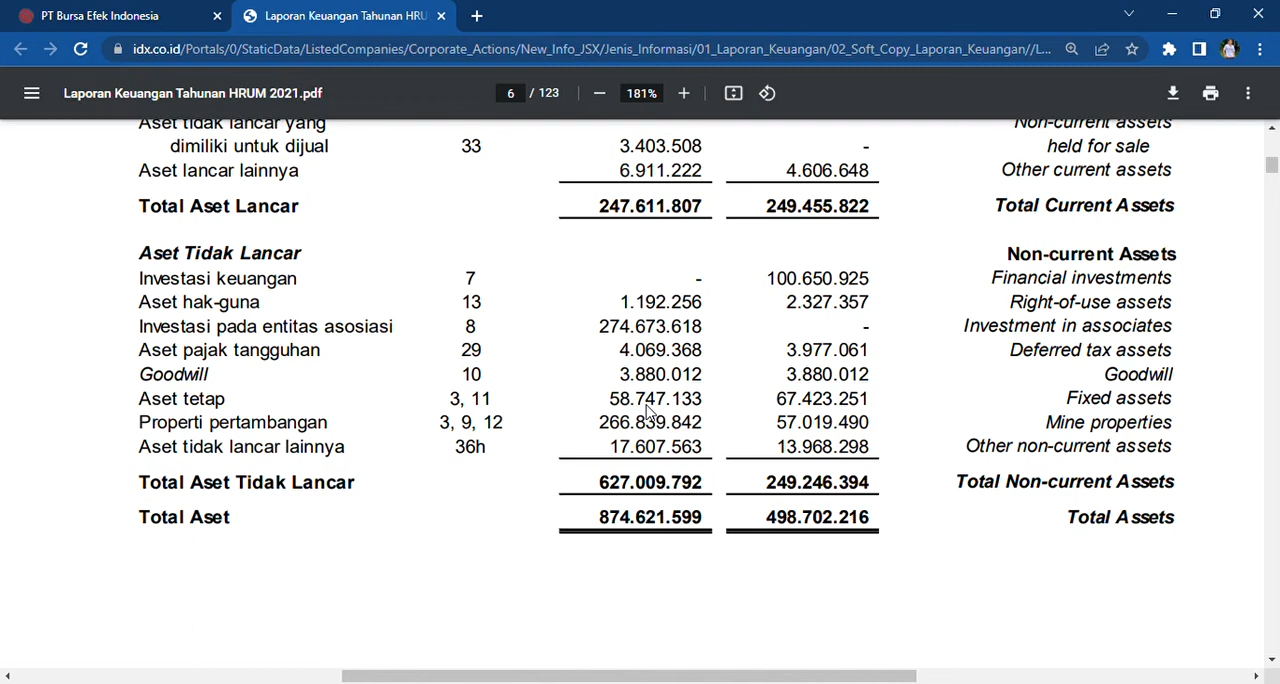 PT Bursa Efek Indonesia
Laporan Keuangan Tahunan HRU
idx.co.id/Portals/0/StaticData/ListedCompanies/Corporate_Actions/New_Info_JSX/Jenis_Informasi/01_Laporan_Keuangan/02_Soft_Copy_Laporan_Keuangan//L...
Laporan Keuangan Tahunan HRUM 2021.pdf 6 / 123 181%
Aset tidak lancar yang Non-current assets
dimiliki untuk dijual 33 3.403.508 - held for sale
Aset lancar lainnya 6.911.222 4.606.648 Other current assets
Total Aset Lancar 247.611.807 249.455.822 Total Current Assets
Aset Tidak Lancar Non-current Assets
Investasi keuangan 7 - 100.650.925 Financial investments
Aset hak-guna 13 1.192.256 2.327.357 Right-of-use assets
Investasi pada entitas asosiasi 8 274.673.618 - Investment in associates
Aset pajak tangguhan 29 4.069.368 3.977.061 Deferred tax assets
Goodwill 10 3.880.012 3.880.012 Goodwill
Aset tetap 3, 11 58.747.133 67.423.251 Fixed assets
Properti pertambangan 3, 9, 12 266.839.842 57.019.490 Mine properties
Aset tidak lancar lainnya 36h 17.607.563 13.968.298 Other non-current assets
Total Aset Tidak Lancar 627.009.792 249.246.394 Total Non-current Assets
Total Aset 874.621.599 498.702.216 Total Assets